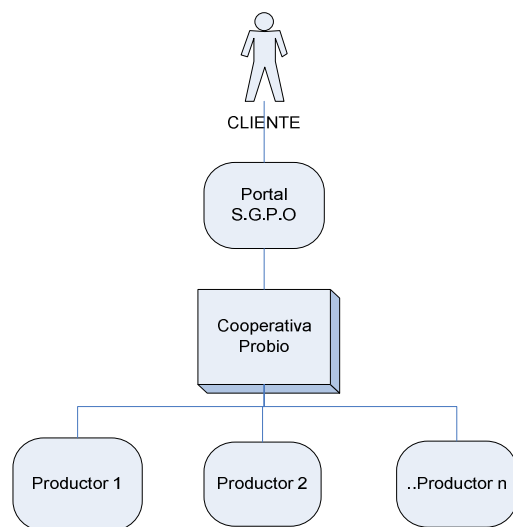 CLIENTE
Portal
S.G.P.O
Cooperativa
Probio
Productor 1
Productor 2
..Productor n